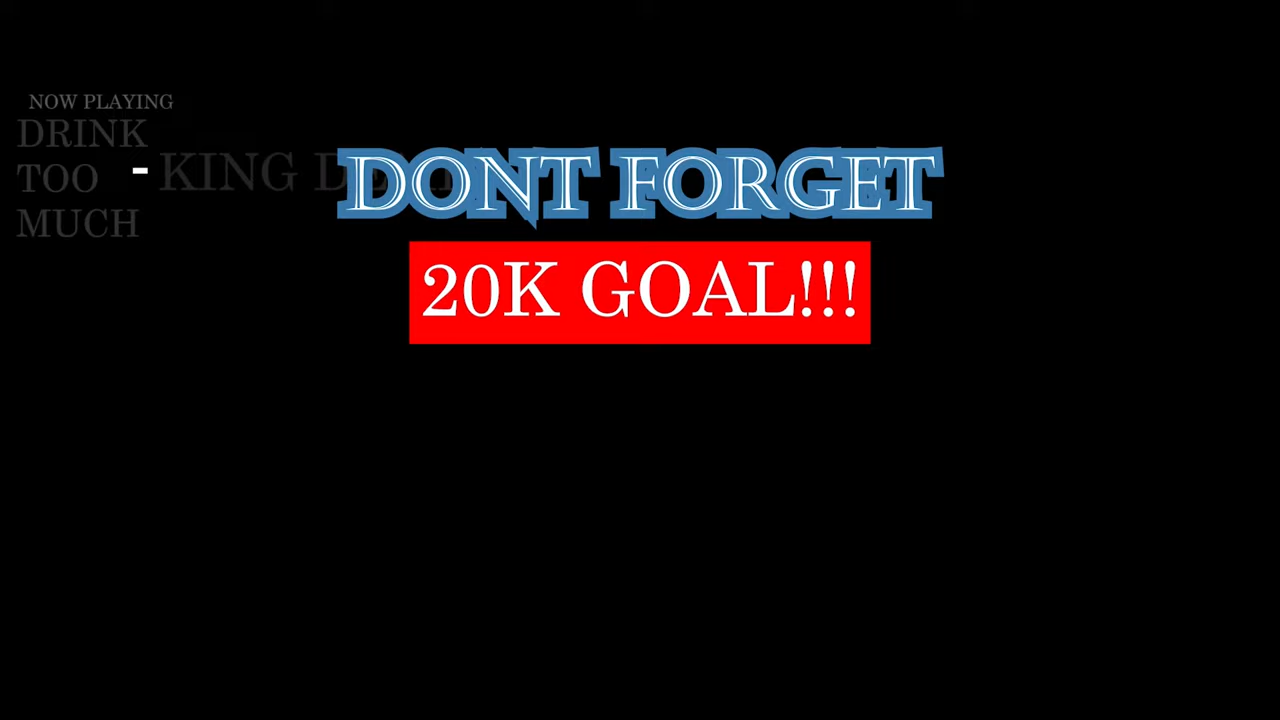 NOW PLAYING
DRINK
TOO
MUCH
- KING
DONT FORGET
20K GOAL!!!